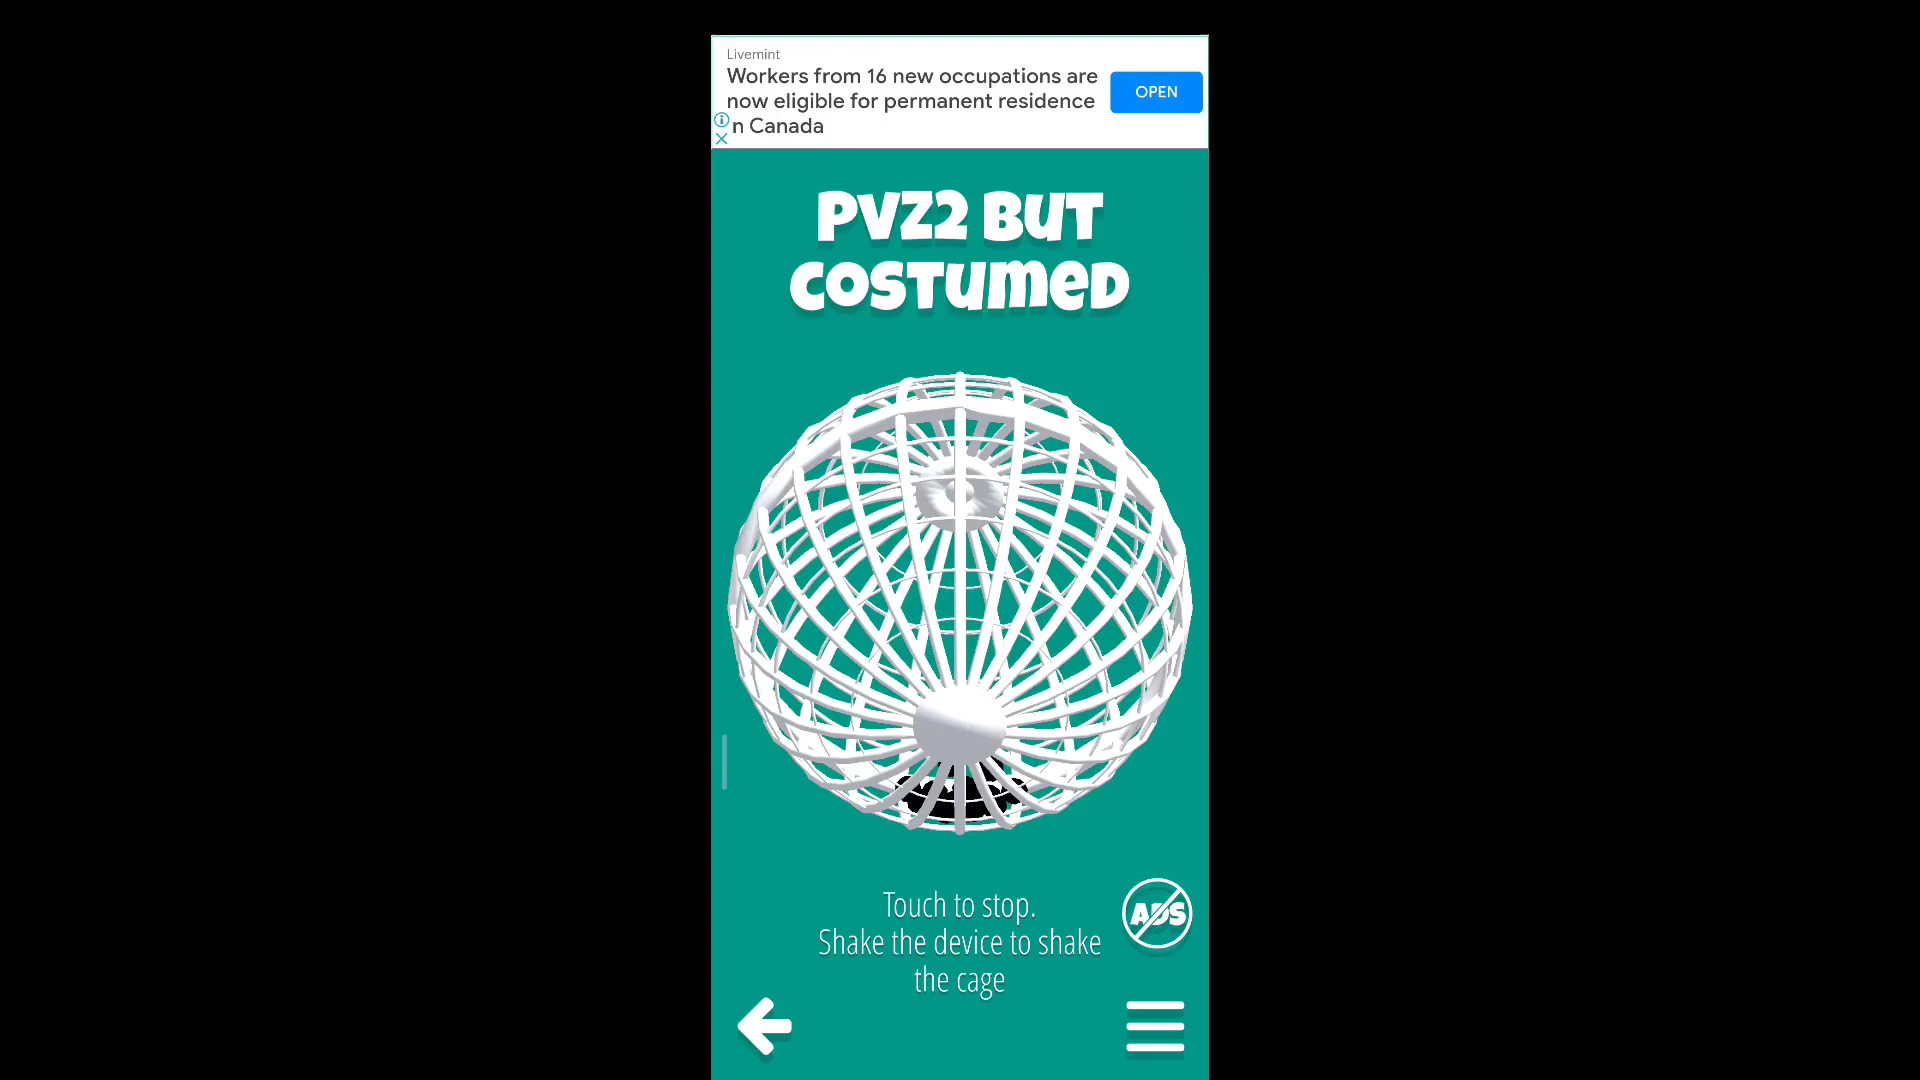 Livemint
Workers from 16 new occupations are
now eligible for permanent residence
n Canada
OPEN
PVZ2 BUT
COSTUMED
Touch to stop.
Shake the device to shake
the cage
ADS